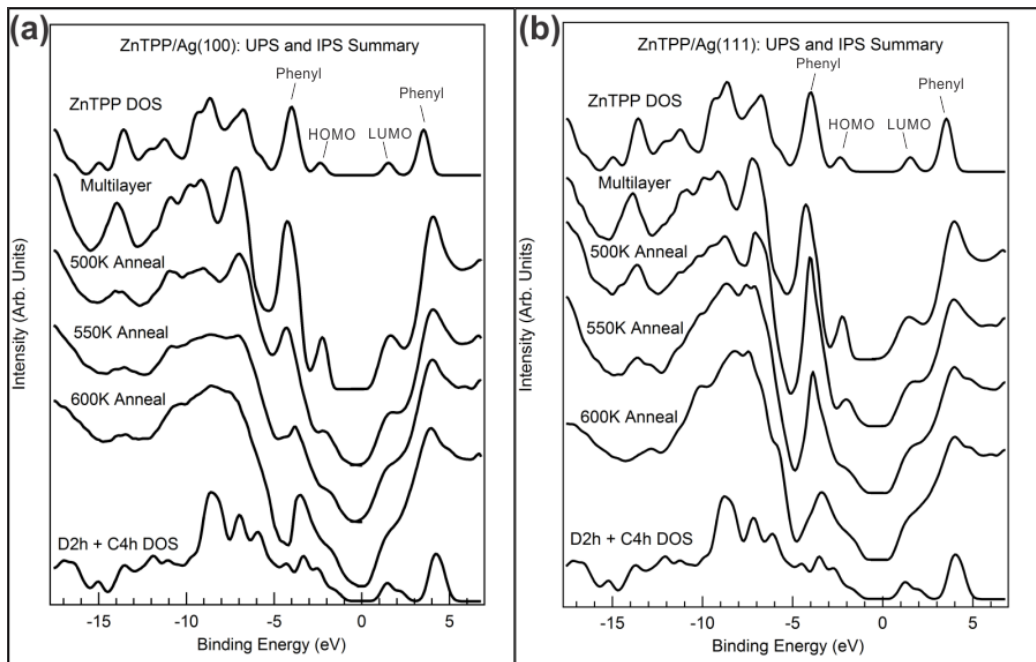 (a)
ZnTPP/Ag(100): UPS and IPS Summary
Phenyl
Phenyl
ZnTPP DOS
HOMO
LUMO
Multilayer
500K Anneal
550K Anneal
600K Anneal
D2h + C4h DOS
Intensity (Arb. Units)
-15 -10 -5 0 5
Binding Energy (eV)
(b)
ZnTPP/Ag(111): UPS and IPS Summary
Phenyl
Phenyl
ZnTPP DOS
HOMO
LUMO
Multilayer
500K Anneal
550K Anneal
600K Anneal
D2h + C4h DOS
Intensity (Arb. Units)
-15 -10 -5 0 5
Binding Energy (eV)